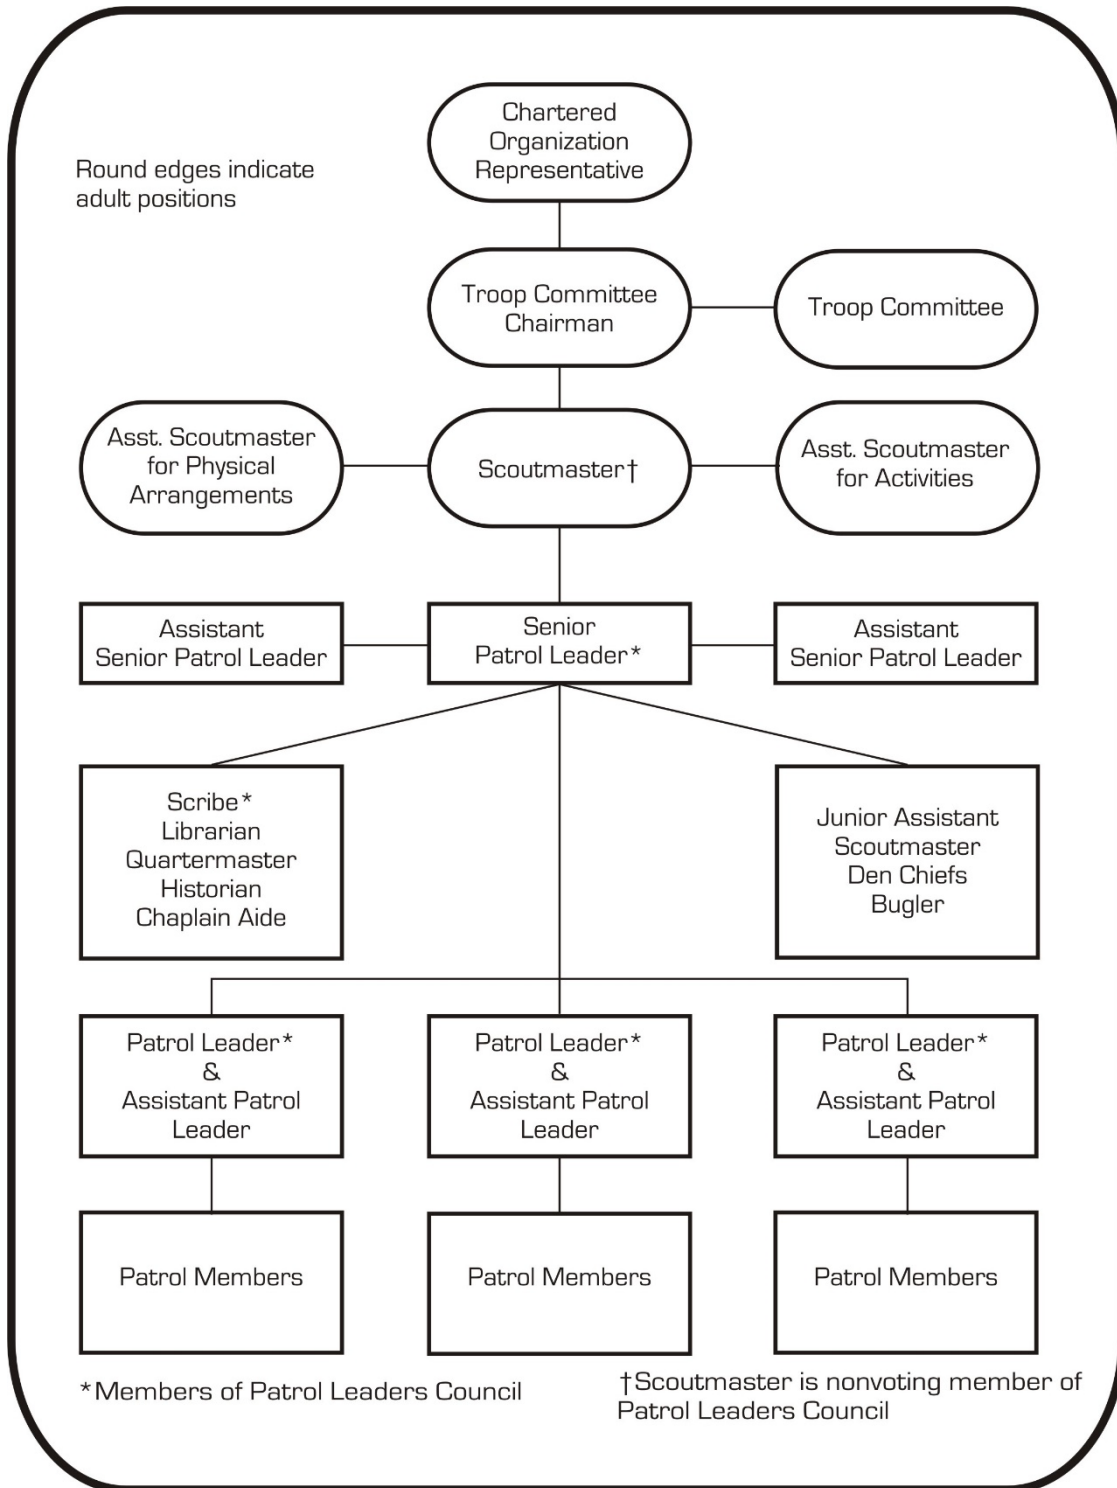 Chartered
Organization
Representative
Round edges indicate
adult positions
Troop Committee
Chairman
Troop Committee
Asst. Scoutmaster
for Physical
Arrangements
Scoutmaster†
Asst. Scoutmaster
for Activities
Assistant
Senior Patrol Leader
Senior
Patrol Leader*
Assistant
Senior Patrol Leader
Scribe*
Librarian
Quartermaster
Historian
Chaplain Aide
Junior Assistant
Scoutmaster
Den Chiefs
Bugler
Patrol Leader*
&
Assistant Patrol
Leader
Patrol Leader*
&
Assistant Patrol
Leader
Patrol Leader*
&
Assistant Patrol
Leader
Patrol Members
Patrol Members
Patrol Members
*Members of Patrol Leaders Council
†Scoutmaster is nonvoting member of
Patrol Leaders Council